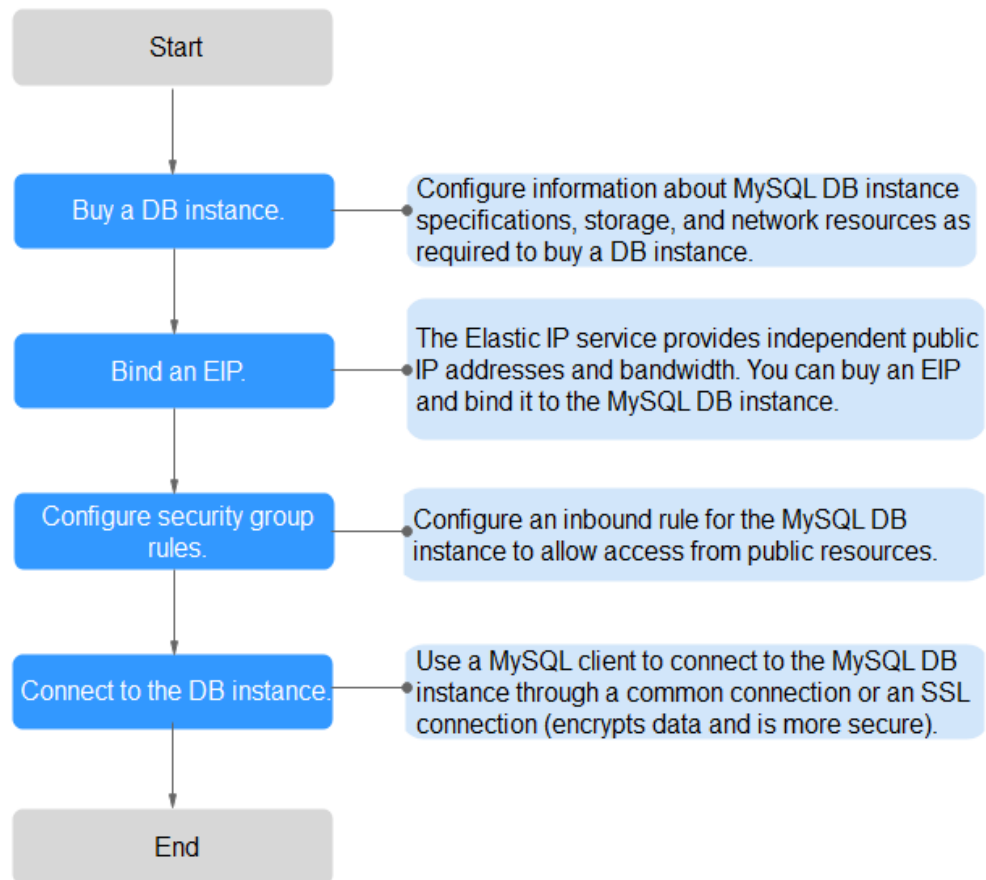 Start
Buy a DB instance.
Configure information about MySQL DB instance
specifications, storage, and network resources as
required to buy a DB instance.
Bind an EIP.
The Elastic IP service provides independent public
IP addresses and bandwidth. You can buy an EIP
and bind it to the MySQL DB instance.
Configure security group
rules.
Configure an inbound rule for the MySQL DB
instance to allow access from public resources.
Connect to the DB instance.
Use a MySQL client to connect to the MySQL DB
instance through a common connection or an SSL
connection (encrypts data and is more secure).
End